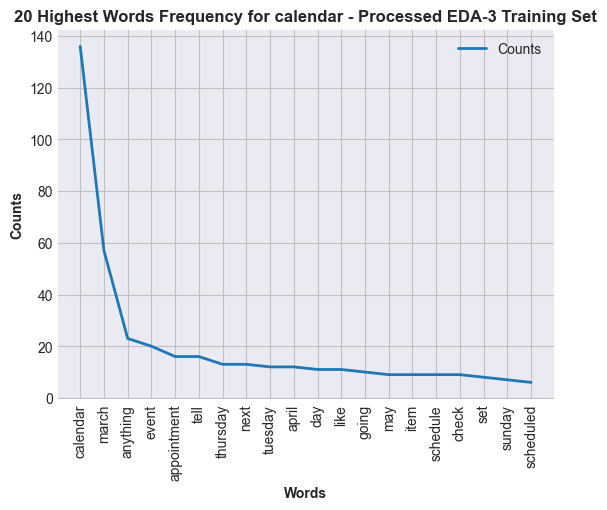 20 Highest Words Frequency for calendar - Processed EDA-3 Training Set
Counts
140
120
100
80
60
40
20
0
Counts
calendar
march
anything
event
appointment
tell
thursday
next
tuesday
april
day
like
going
may
item
schedule
check
set
sunday
scheduled
Words